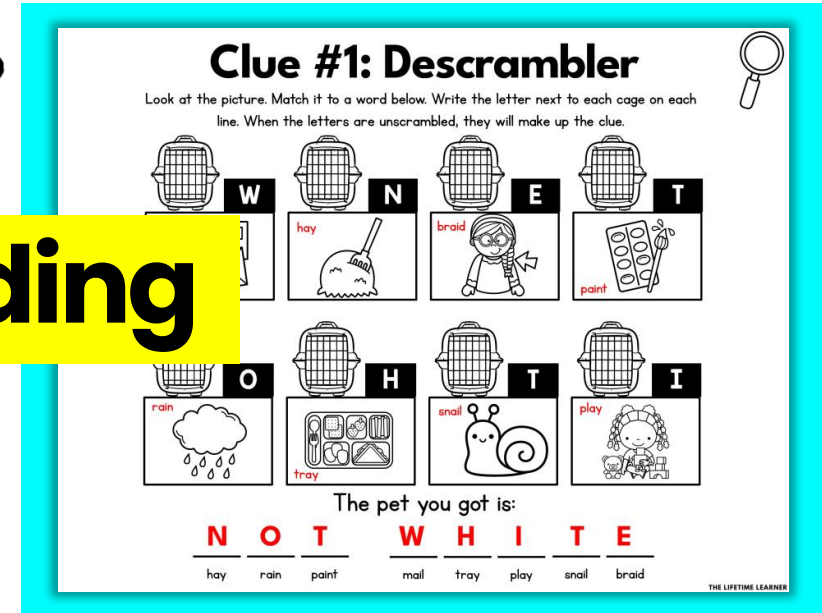 Clue #1: Descrambler
Look at the picture. Match it to a word below. Write the letter next to each cage on each
line. When the letters are unscrambled, they will make up the clue.
W N E T
hay braid
paint
ding
O H T I
rain snail play
tray
The pet you got is:
N O T W H I T E
hay rain paint mail tray play snail braid
THE LIFETIME LEARNER